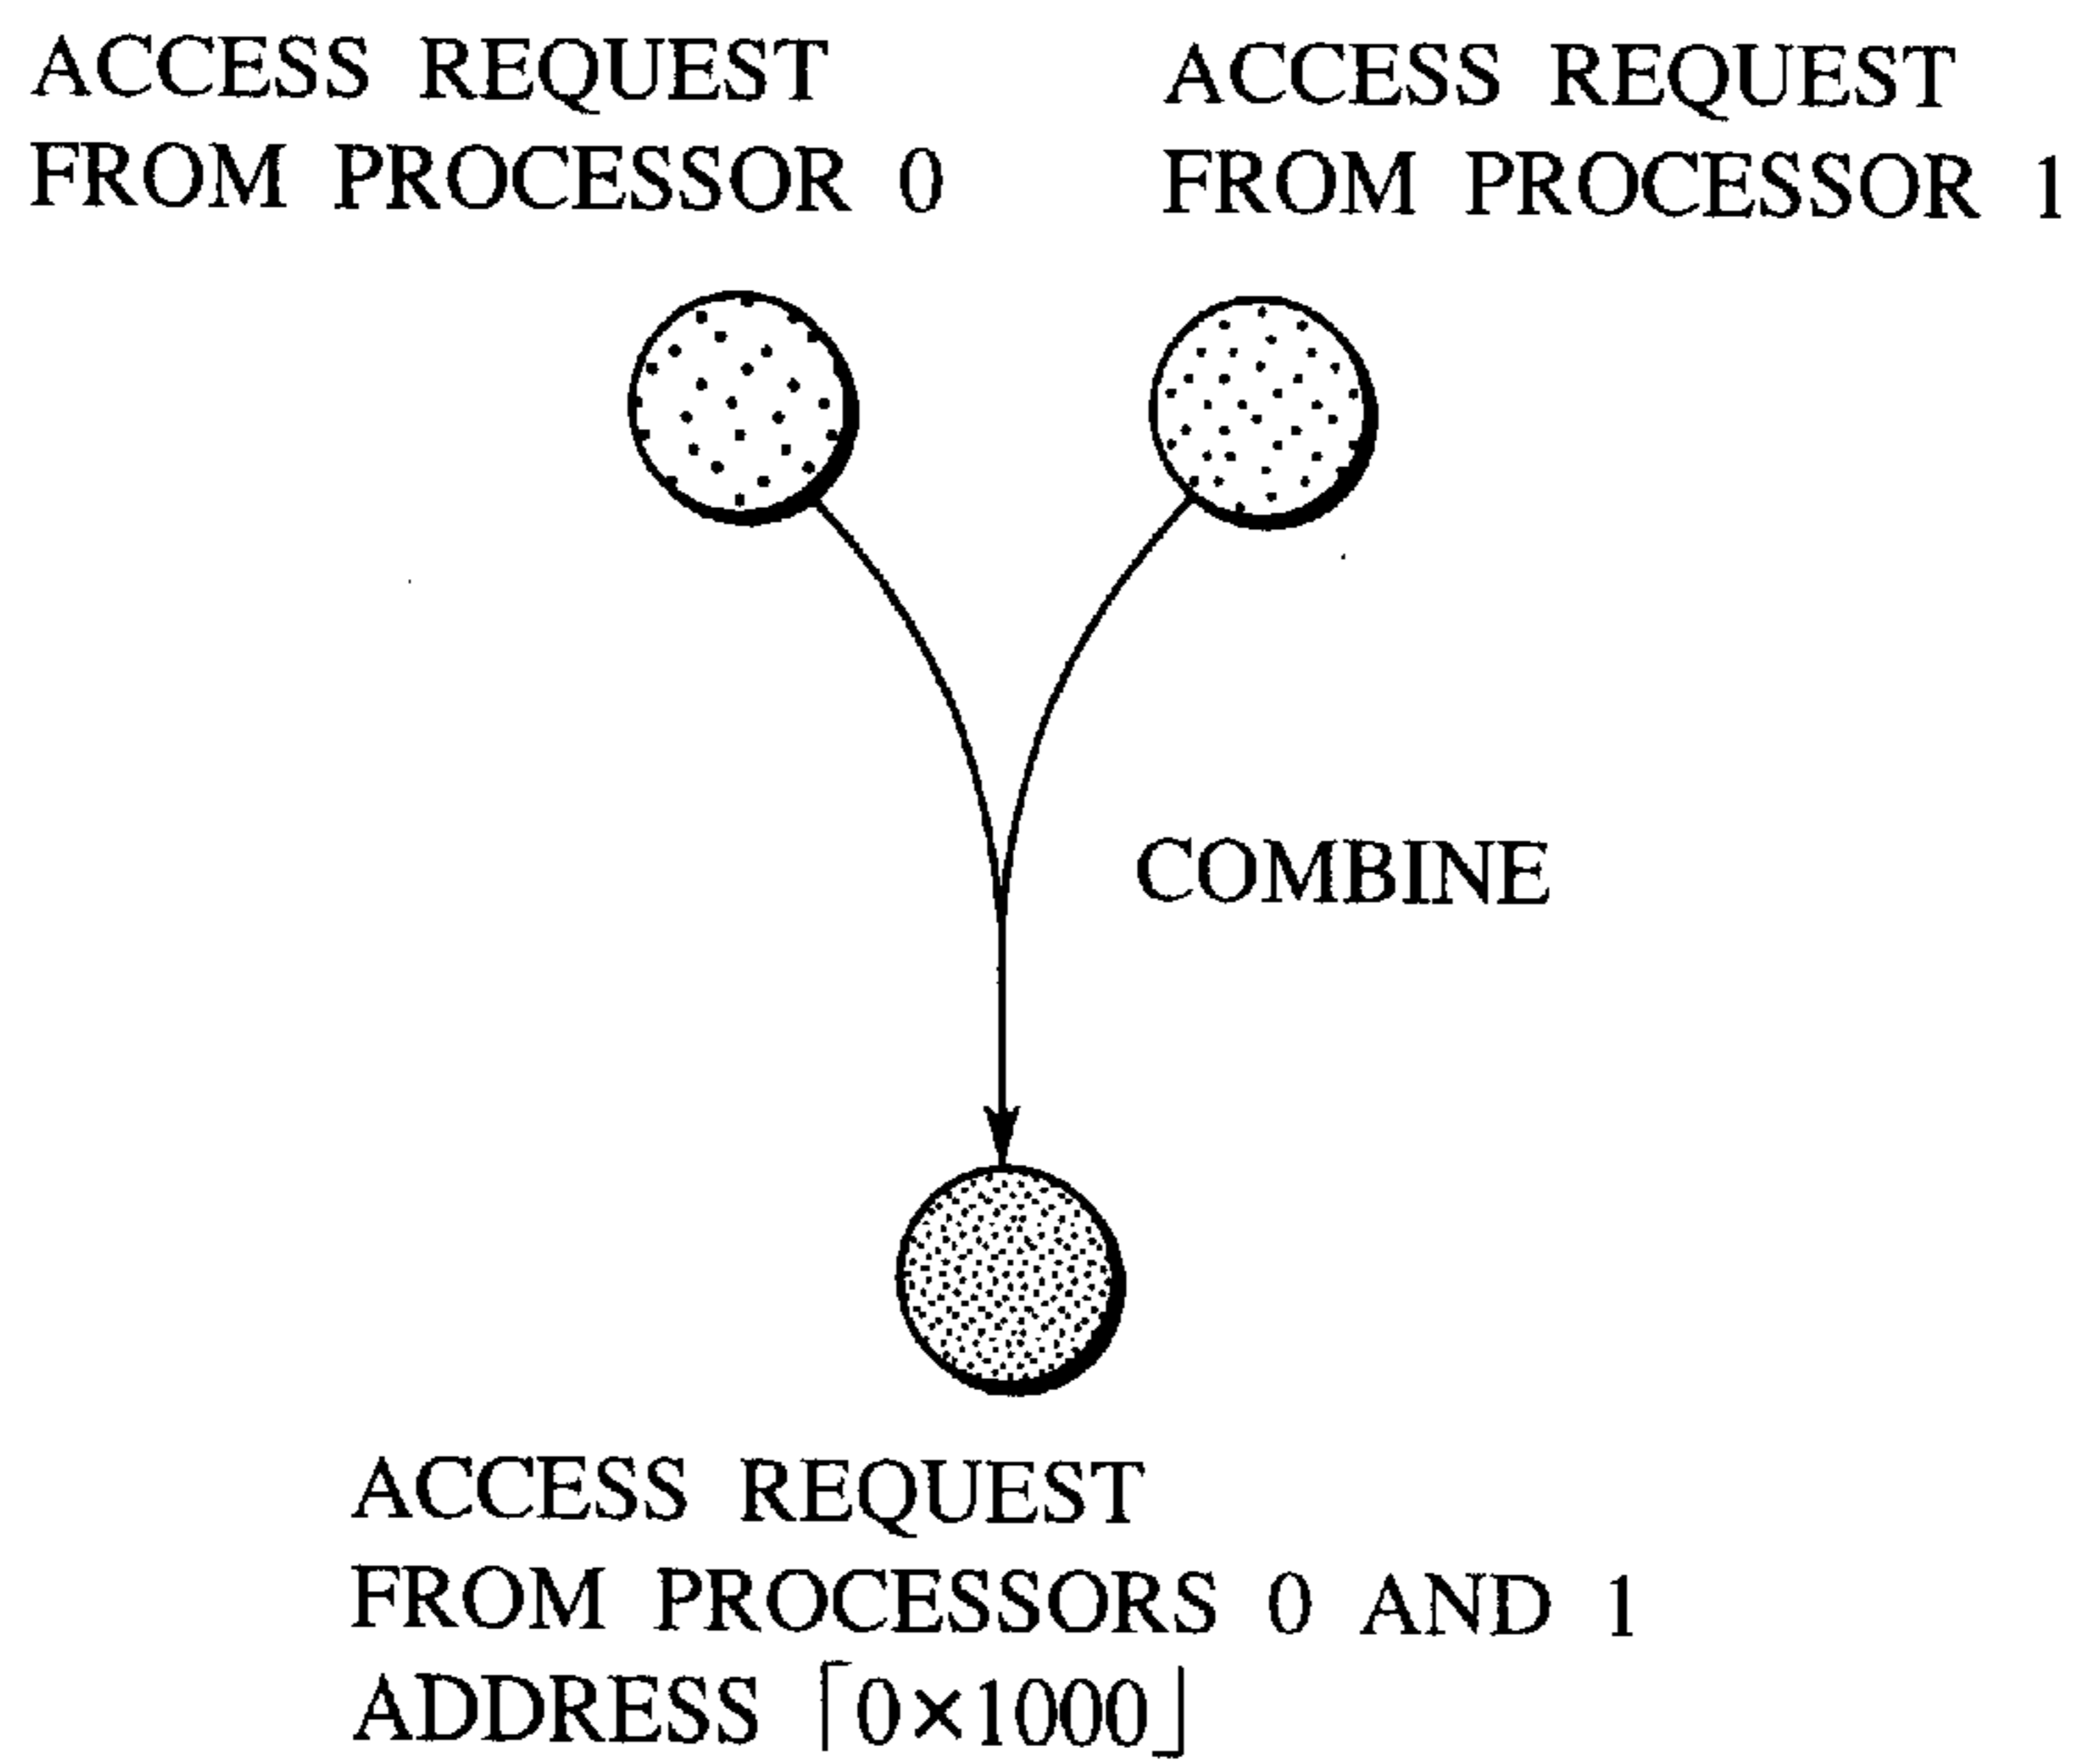 ACCESS REQUEST
FROM PROCESSOR 0
ACCESS REQUEST
FROM PROCESSOR 1
COMBINE
ACCESS REQUEST
FROM PROCESSORS 0 AND 1
ADDRESS ⌈0×1000⌋